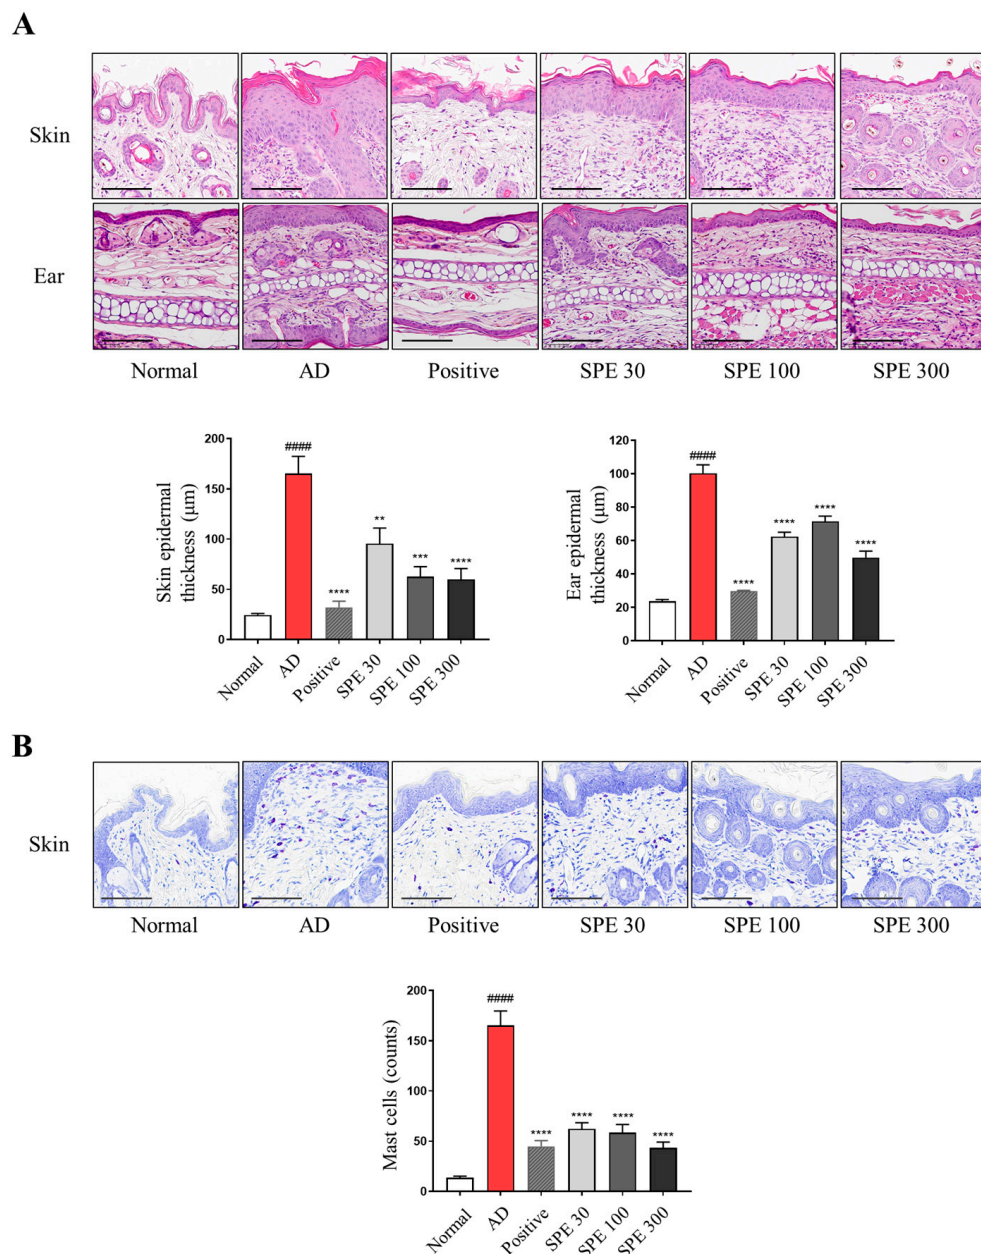 A
Skin
Ear
Normal AD Positive SPE 30 SPE 100 SPE 300
Skin epidermal
thickness (μm)
200
150
100
50
0
####
****
**
***
****
Normal AD Positive SPE 30 SPE 100 SPE 300
Ear epidermal
thickness (μm)
120
100
80
60
40
20
0
####
****
****
****
****
Normal AD Positive SPE 30 SPE 100 SPE 300
B
Skin
Normal AD Positive SPE 30 SPE 100 SPE 300
Mast cells (counts)
200
150
100
50
0
####
****
****
****
****
Normal AD Positive SPE 30 SPE 100 SPE 300